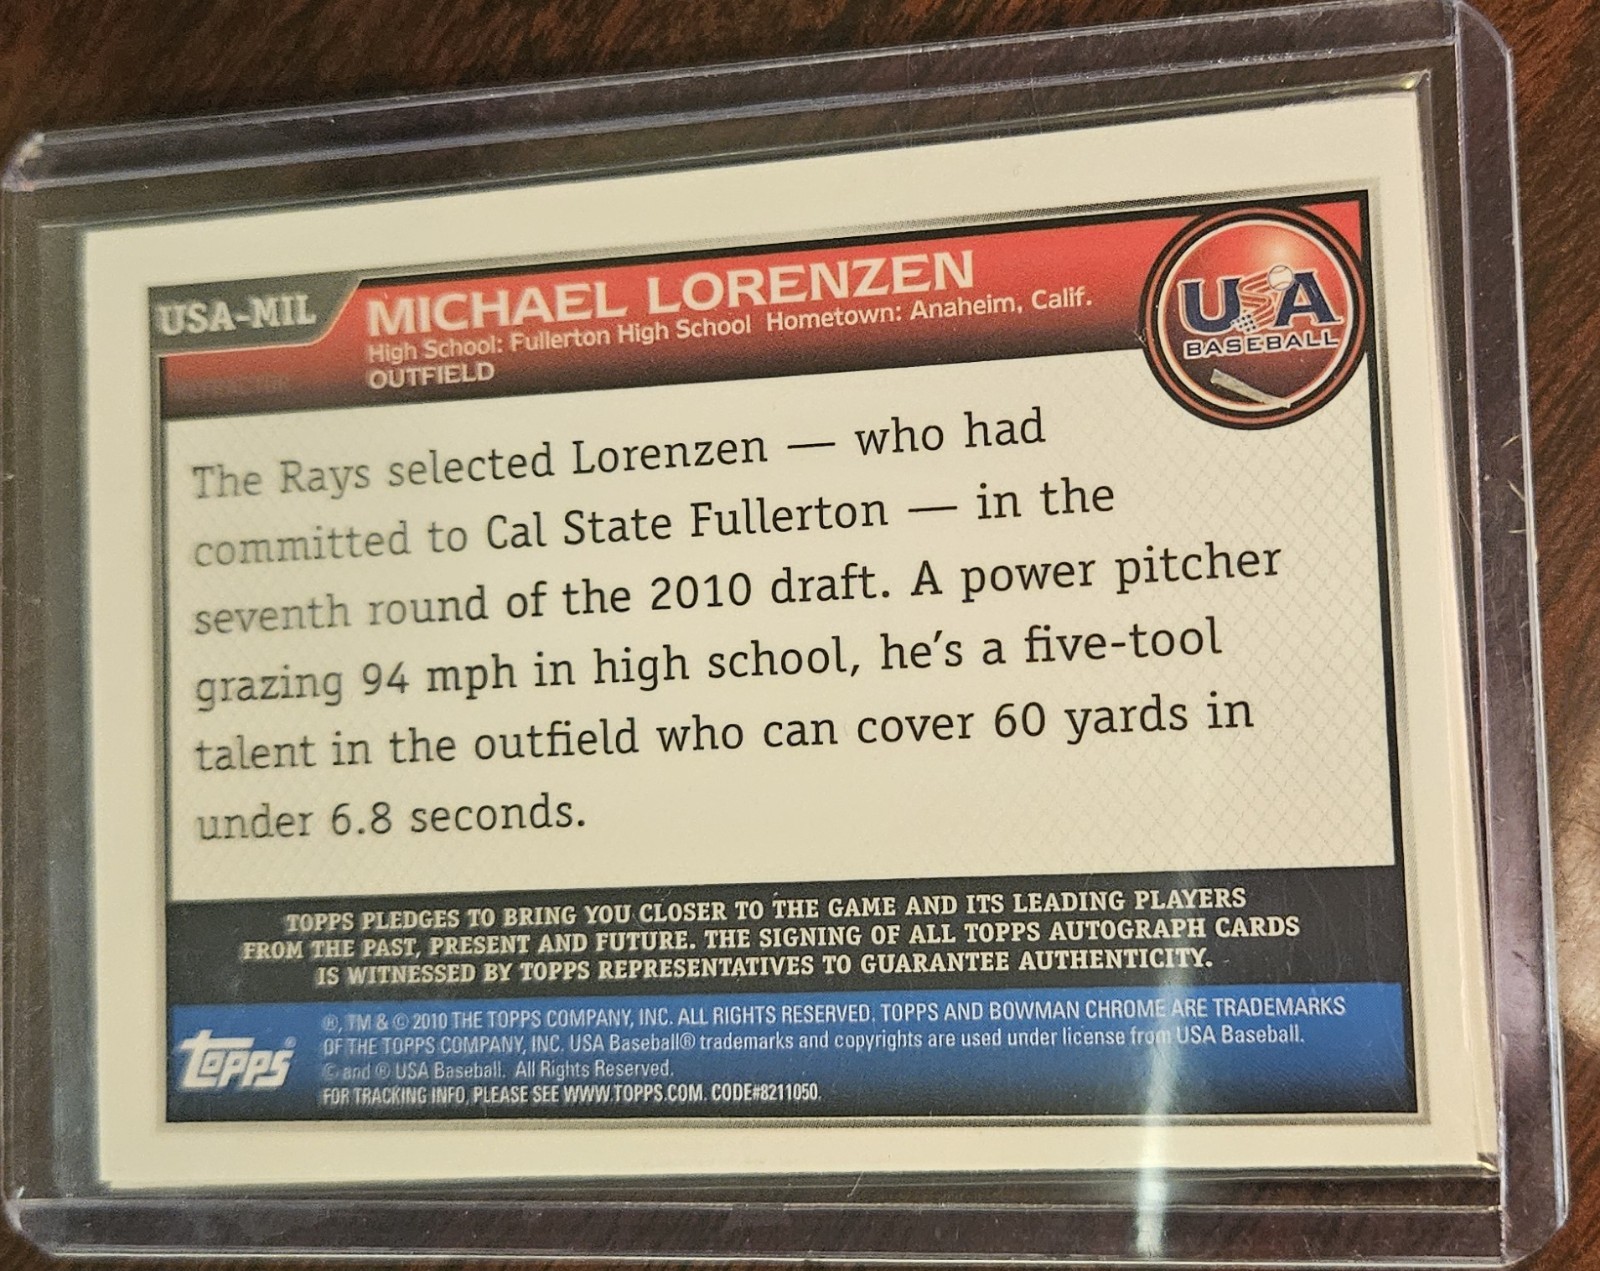 USA-MIL
MICHAEL LORENZEN
High School: Fullerton High School Hometown: Anaheim, Calif.
OUTFIELD
REFRACTOR
USA
BASEBALL
The Rays selected Lorenzen — who had
committed to Cal State Fullerton — in the
seventh round of the 2010 draft. A power pitcher
grazing 94 mph in high school, he's a five-tool
talent in the outfield who can cover 60 yards in
under 6.8 seconds.
TOPPS PLEDGES TO BRING YOU CLOSER TO THE GAME AND ITS LEADING PLAYERS
FROM THE PAST, PRESENT AND FUTURE. THE SIGNING OF ALL TOPPS AUTOGRAPH CARDS
IS WITNESSED BY TOPPS REPRESENTATIVES TO GUARANTEE AUTHENTICITY.
topps®
®, TM & © 2010 THE TOPPS COMPANY, INC. ALL RIGHTS RESERVED. TOPPS AND BOWMAN CHROME ARE TRADEMARKS
OF THE TOPPS COMPANY, INC. USA Baseball® trademarks and copyrights are used under license from USA Baseball.
© and ® USA Baseball. All Rights Reserved.
FOR TRACKING INFO, PLEASE SEE WWW.TOPPS.COM. CODE#8211050.